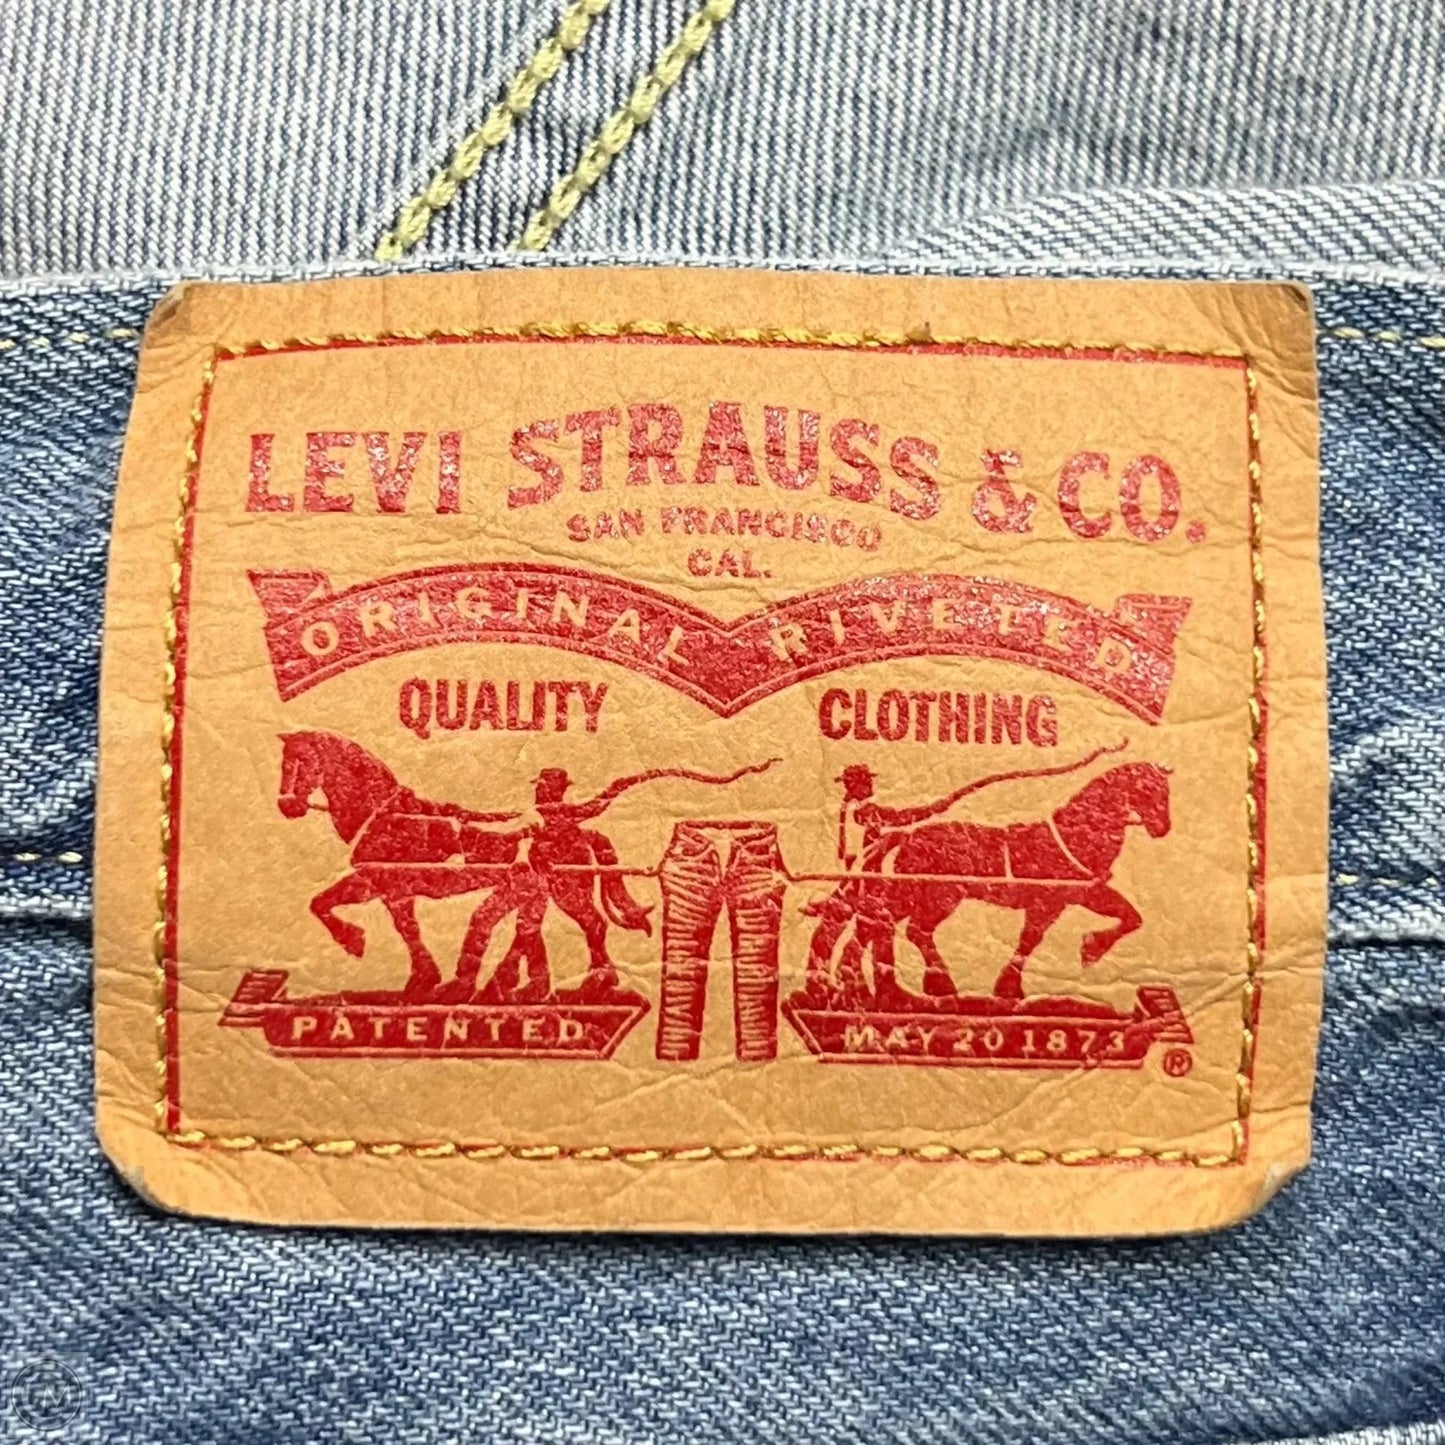 LEVI STRAUSS & CO.
SAN FRANCISCO
CAL.
ORIGINAL RIVETED
QUALITY CLOTHING
PATENTED MAY 20 1873 ®